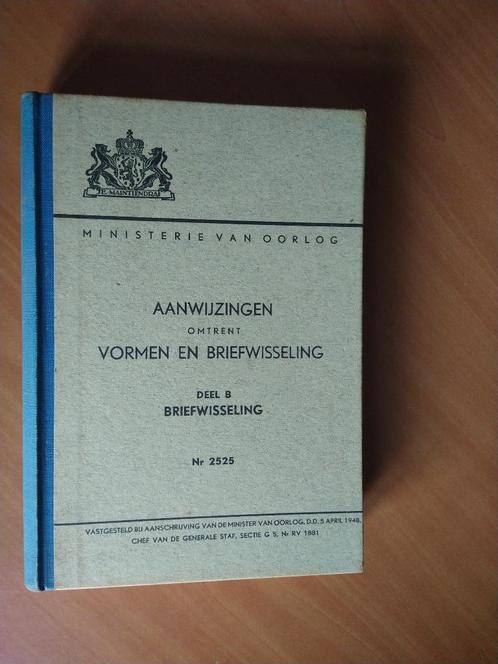 JE·MAINTIENDRAI
MINISTERIE VAN OORLOG
AANWIJZINGEN
OMTRENT
VORMEN EN BRIEFWISSELING
DEEL B
BRIEFWISSELING
Nr 2525
VASTGESTELD BIJ AANSCHRIJVING VAN DE MINISTER VAN OORLOG, D.D. 5 APRIL 1948,
CHEF VAN DE GENERALE STAF, SECTIE G 5, Nr RV 1881